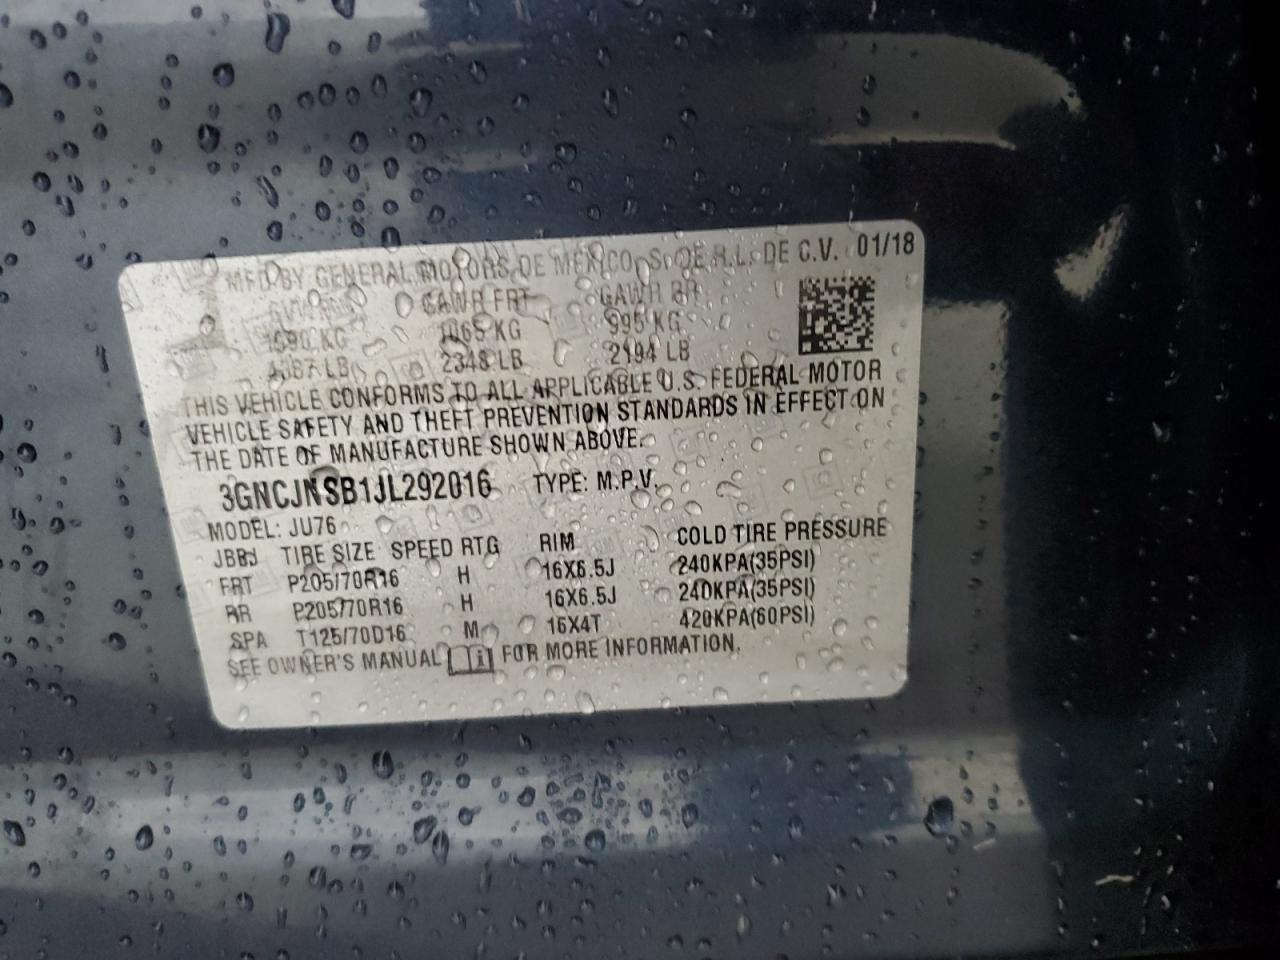 MFD BY GENERAL MOTORS DE MEXICO, S. DE R.L. DE C.V. 01/18
GAWR FRT GAWR RR
KG 1065 KG 995 KG
LB 2348 LB 2194 LB
THIS VEHICLE CONFORMS TO ALL APPLICABLE U.S. FEDERAL MOTOR
VEHICLE SAFETY AND THEFT PREVENTION STANDARDS IN EFFECT ON
THE DATE OF MANUFACTURE SHOWN ABOVE.
3GNCJNSB1JL292016 TYPE: M.P.V.
MODEL: JU76
TIRE SIZE SPEED RTG RIM COLD TIRE PRESSURE
FRT P205/70R16 H 16X6.5J 240KPA(35PSI)
RR P205/70R16 H 16X6.5J 240KPA(35PSI)
SPA T125/70D16 M 16X4T 420KPA(60PSI)
SEE OWNER'S MANUAL FOR MORE INFORMATION.